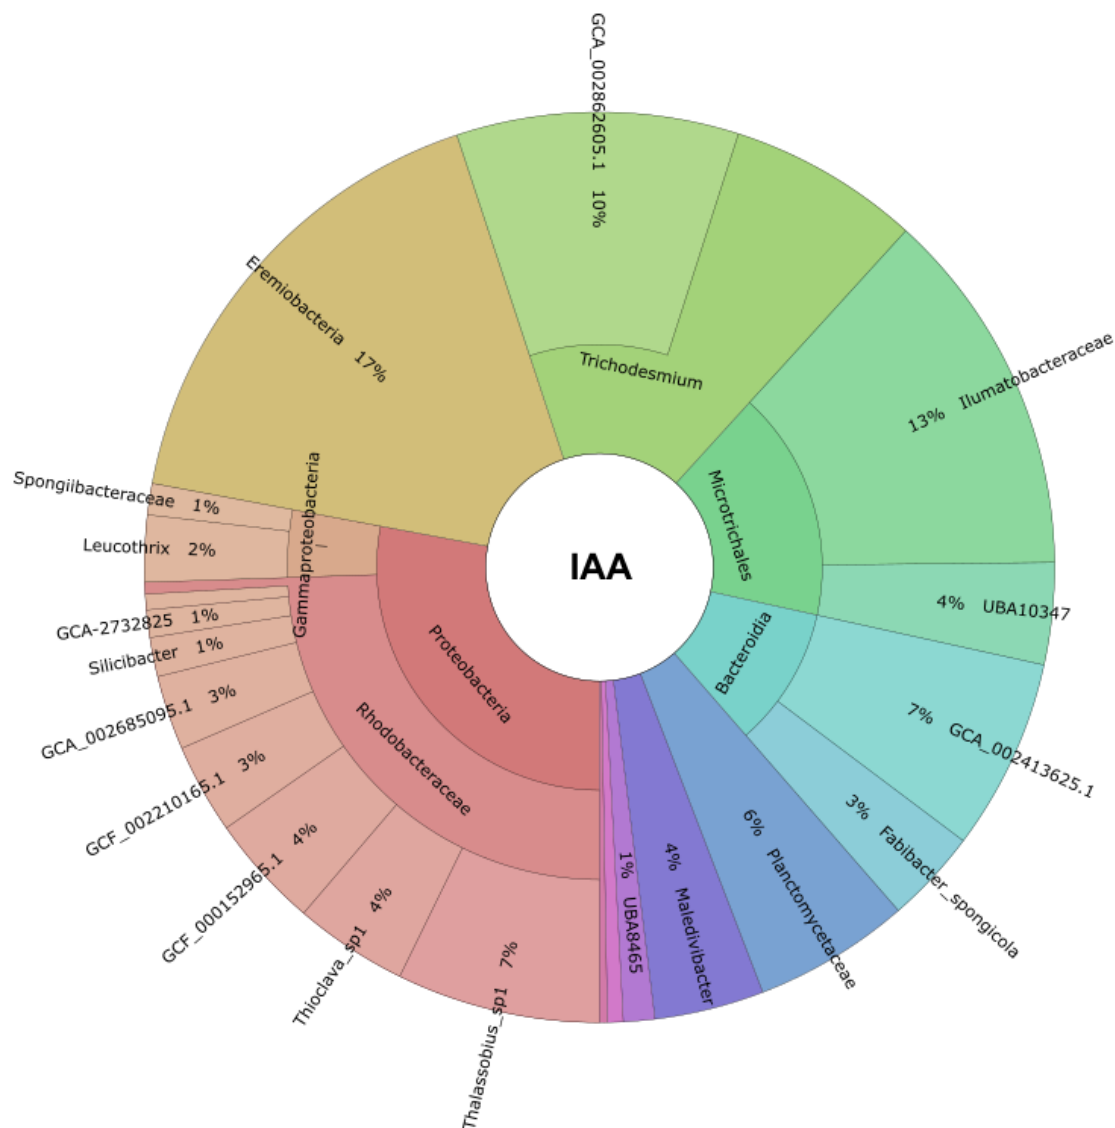 GCA_002862605.1 10%
Trichodesmium
13% Ilumatobacteraceae
Microtrichales
4% UBA10347
Bacteroidia
7% GCA_002413625.1
3% Fabibacter_spongicola
6% Planctomycetaceae
4% Maledivibacter
1% UBA8465
Thalassobius_sp1 7%
Thioclava_sp1 4%
GCF_000152965.1 4%
GCF_002210165.1 3%
GCA_002685095.1 3%
Silicibacter 1%
GCA-2732825 1%
Rhodobacteraceae
Proteobacteria
Gammaproteobacteria
Leucothrix 2%
Spongiibacteraceae 1%
Eremiobacteria 17%
IAA